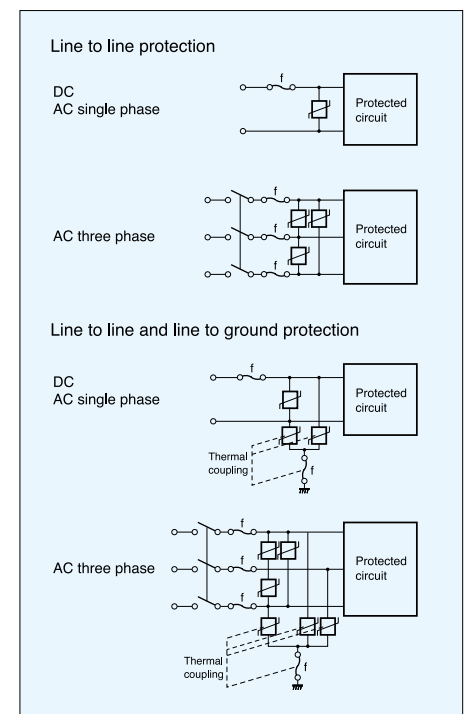 Line to line protection
DC
AC single phase
f
Protected
circuit
AC three phase
f
f
f
Protected
circuit
Line to line and line to ground protection
DC
AC single phase
f
Protected
circuit
Thermal
coupling
f
AC three phase
f
f
f
Protected
circuit
Thermal
coupling
f